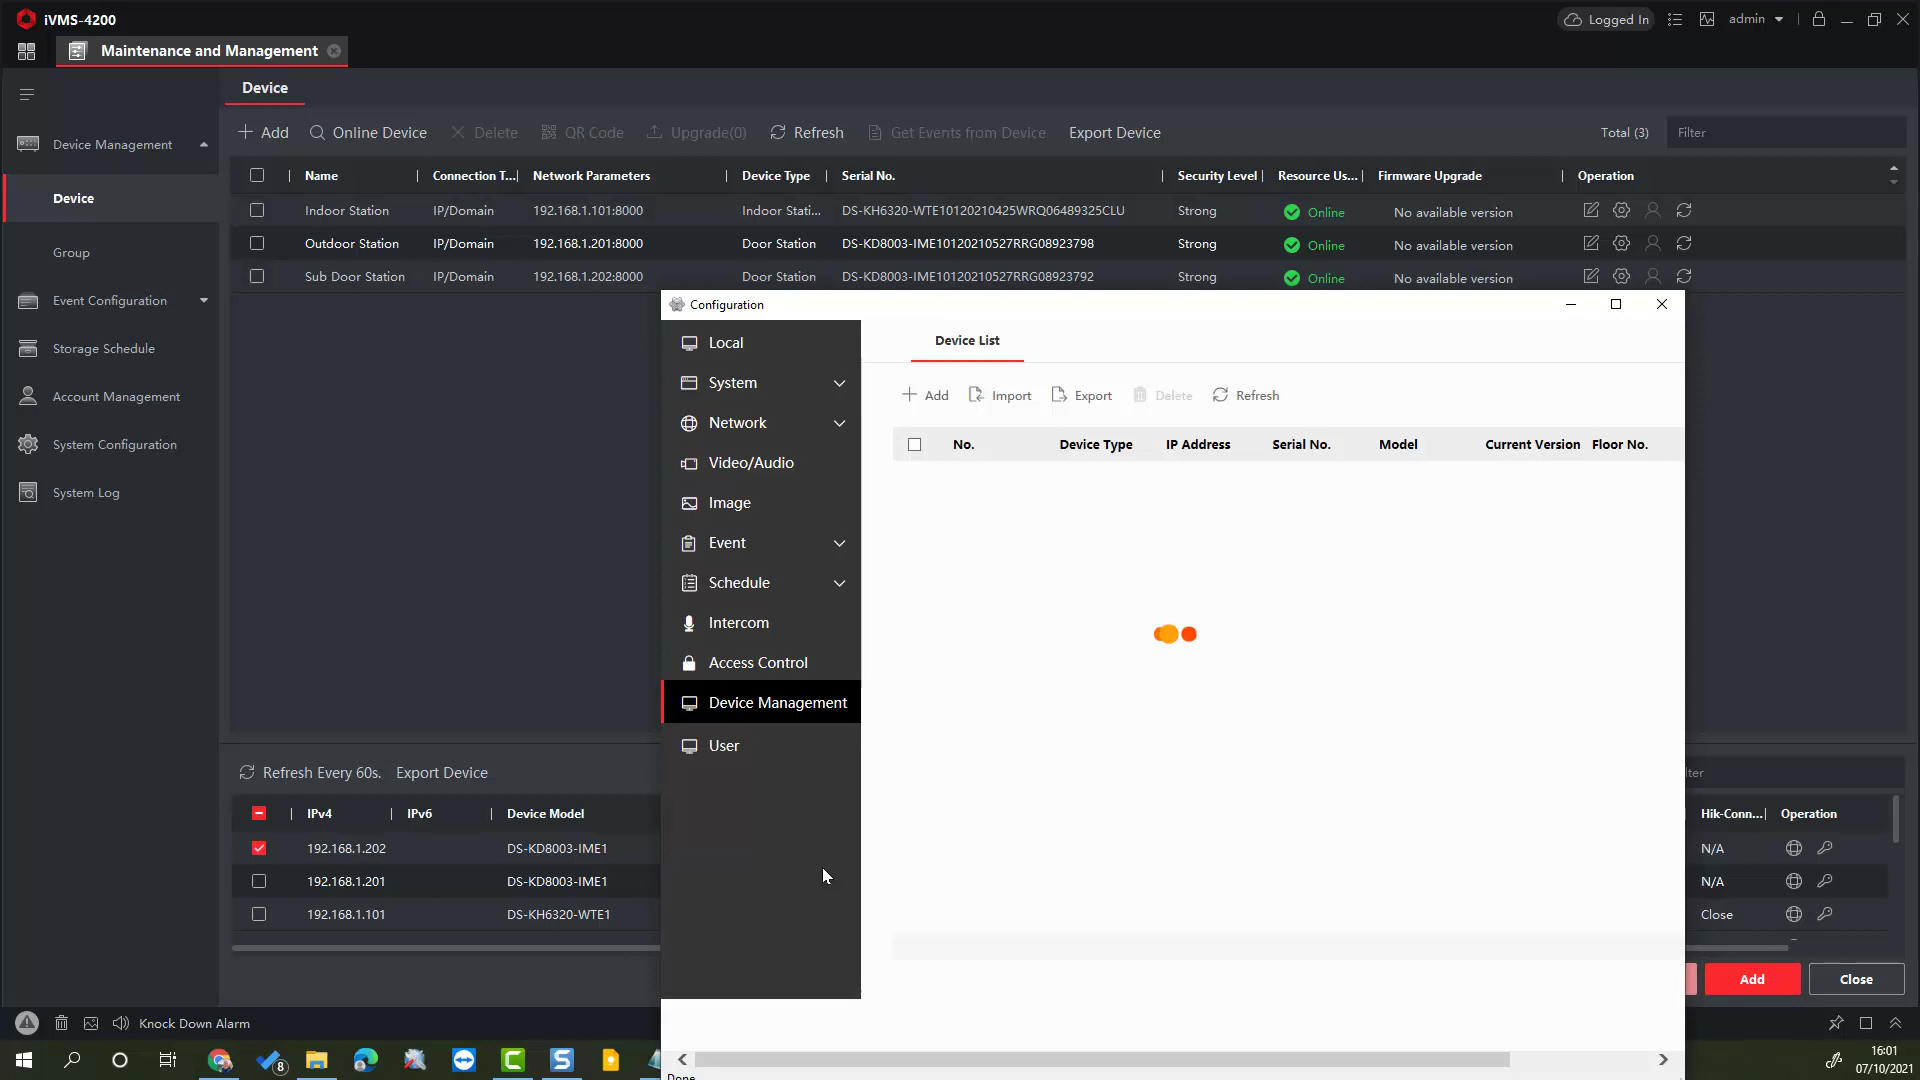 iVMS-4200
Logged In
admin
Maintenance and Management
Device
Add
Online Device
Delete
QR Code
Upgrade(0)
Refresh
Get Events from Device
Export Device
Total (3)
Filter
Device Management
Device
Group
Event Configuration
Storage Schedule
Account Management
System Configuration
System Log
Name Connection T... Network Parameters Device Type Serial No. Security Level Resource Us... Firmware Upgrade Operation
Indoor Station IP/Domain 192.168.1.101:8000 Indoor Stati... DS-KH6320-WTE10120210425WRQ06489325CLU Strong Online No available version
Outdoor Station IP/Domain 192.168.1.201:8000 Door Station DS-KD8003-IME10120210527RRG08923798 Strong Online No available version
Sub Door Station IP/Domain 192.168.1.202:8000 Door Station DS-KD8003-IME10120210527RRG08923792 Strong Online No available version
Configuration
Local
System
Network
Video/Audio
Image
Event
Schedule
Intercom
Access Control
Device Management
User
Device List
Add Import Export Delete Refresh
No. Device Type IP Address Serial No. Model Current Version Floor No.
Refresh Every 60s. Export Device
lter
IPv4 IPv6 Device Model Hik-Conn... Operation
192.168.1.202 DS-KD8003-IME1 N/A
192.168.1.201 DS-KD8003-IME1 N/A
192.168.1.101 DS-KH6320-WTE1 Close
Add
Close
Knock Down Alarm
Done
8
16:01
07/10/2021